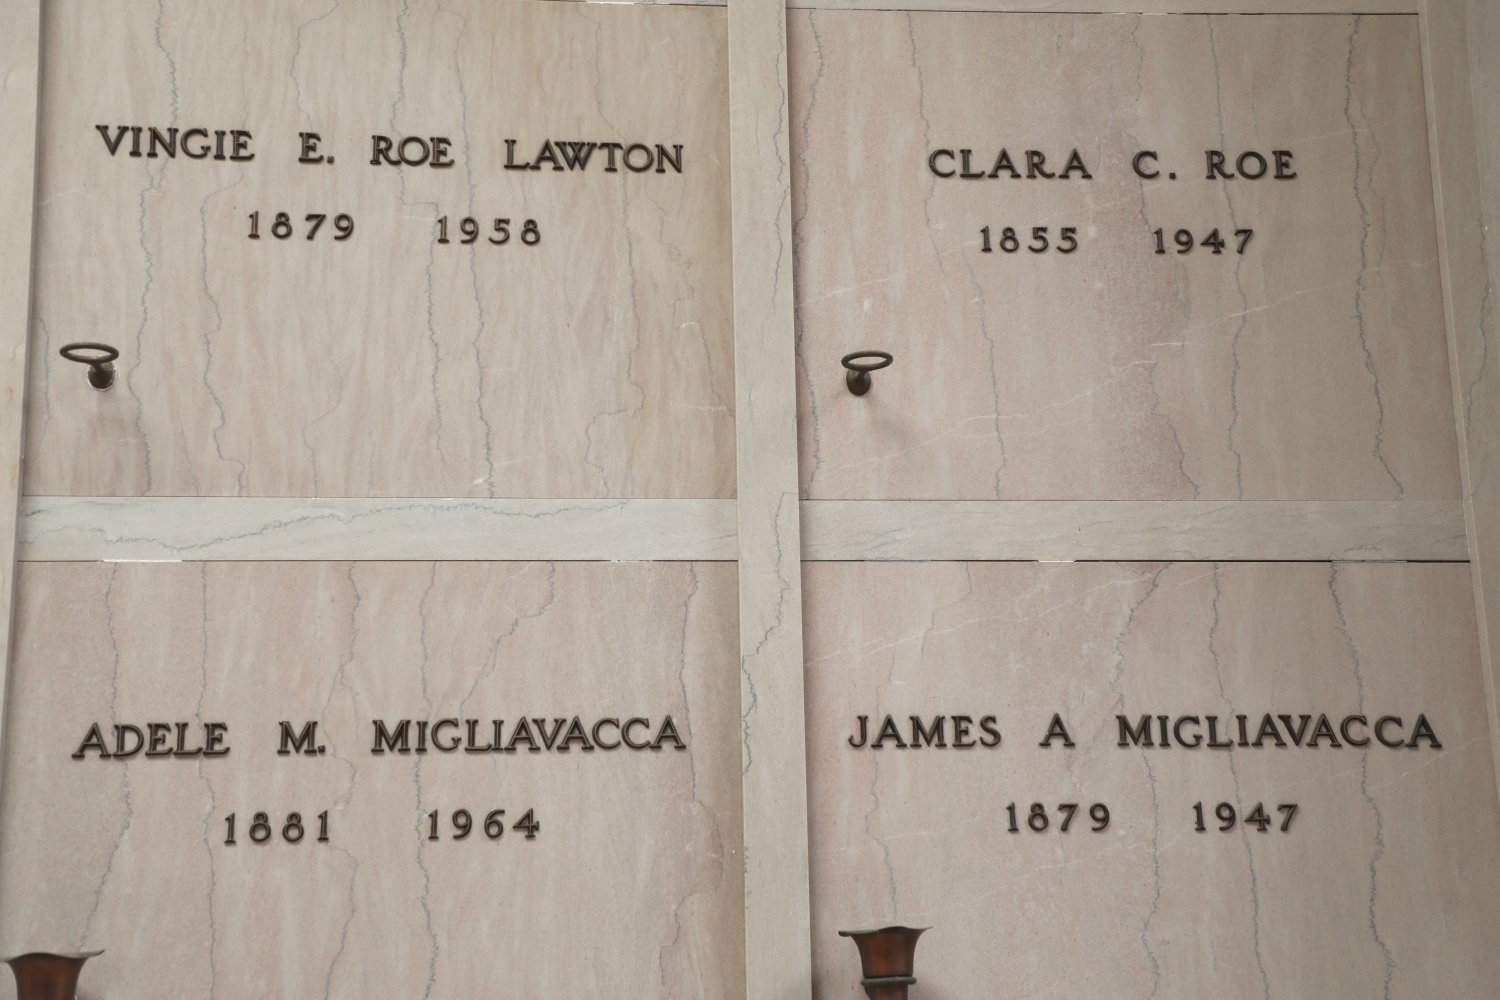 VINGIE E. ROE LAWTON
1879 1958
CLARA C. ROE
1855 1947
ADELE M. MIGLIAVACCA
1881 1964
JAMES A MIGLIAVACCA
1879 1947